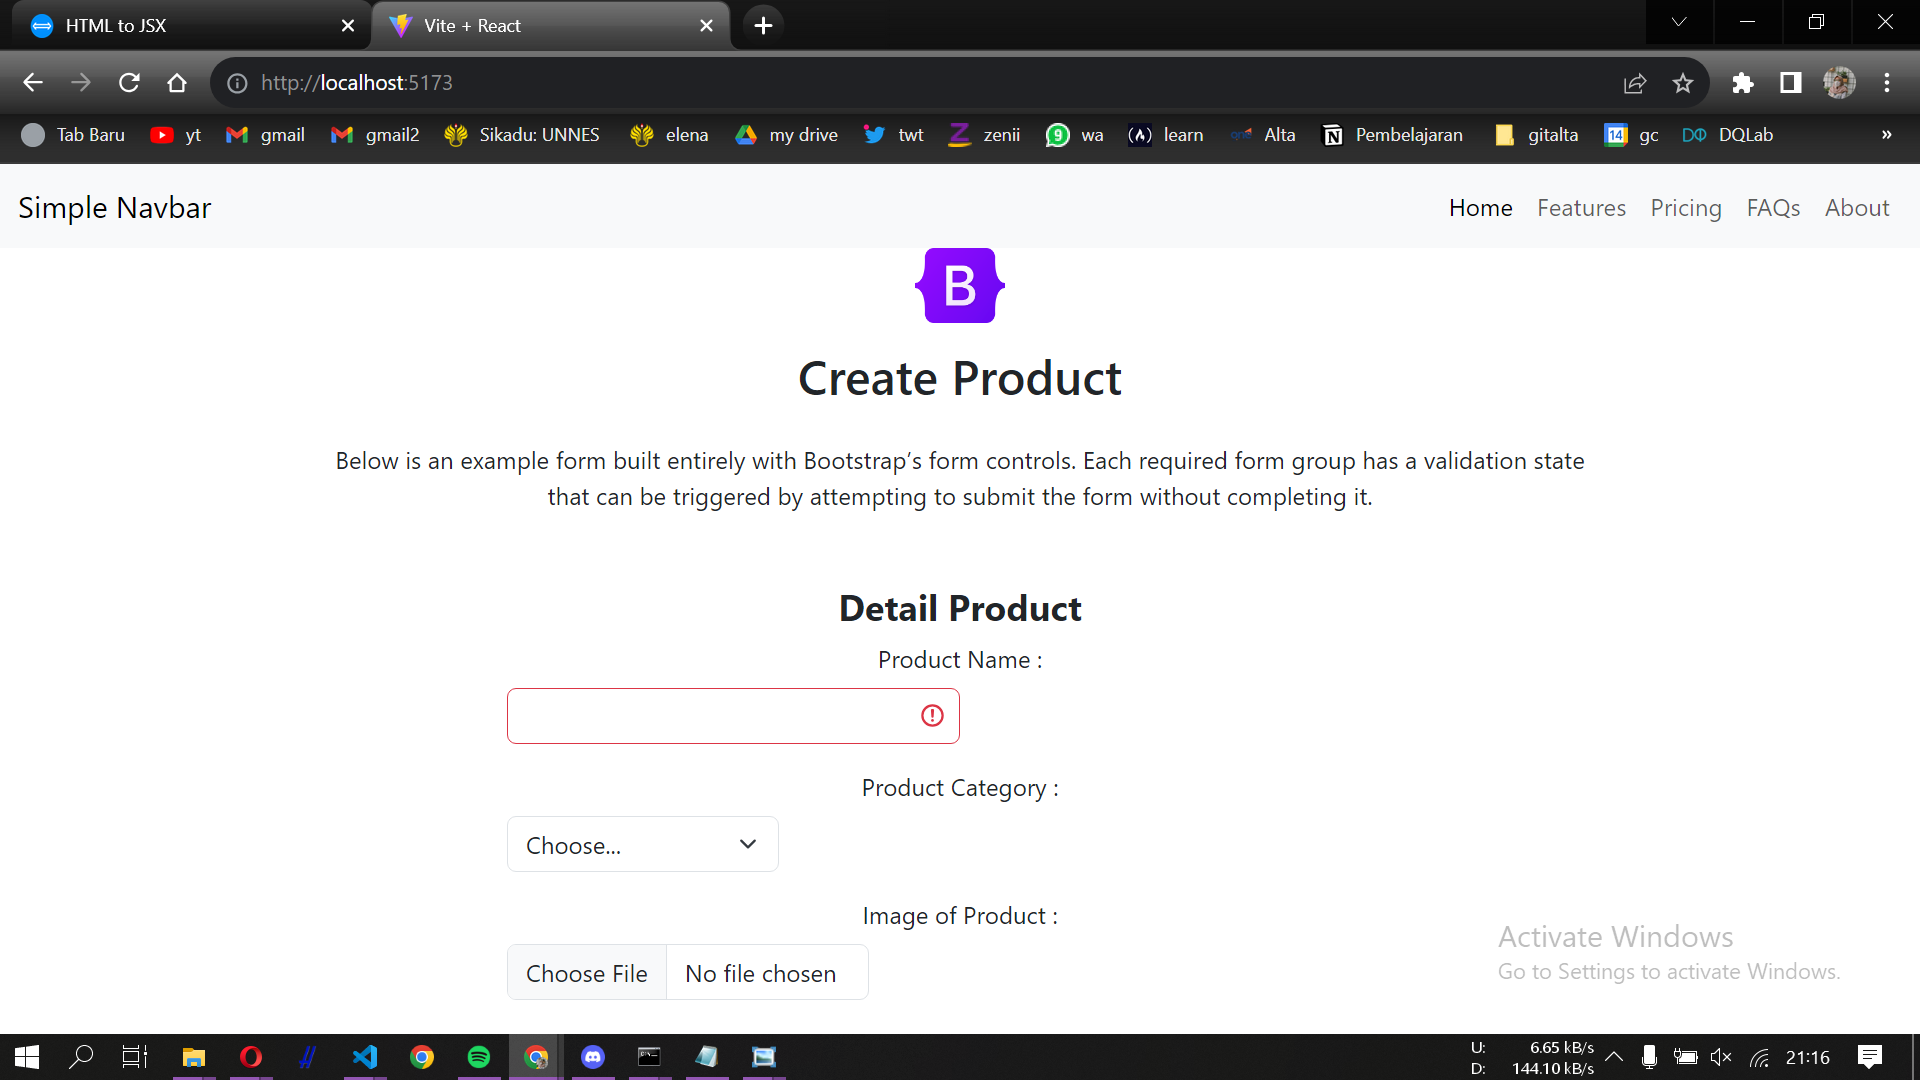 HTML to JSX
Vite + React
http://localhost:5173
Tab Baru yt gmail gmail2 Sikadu: UNNES elena my drive twt zenii 9 wa learn Alta Pembelajaran gitalta 14 gc DQLab »
Simple Navbar
Home Features Pricing FAQs About
B
Create Product
Below is an example form built entirely with Bootstrap’s form controls. Each required form group has a validation state
that can be triggered by attempting to submit the form without completing it.
Detail Product
Product Name :
Product Category :
Choose...
Image of Product :
Choose File No file chosen
Activate Windows
Go to Settings to activate Windows.
U: 6.65 kB/s
D: 144.10 kB/s
21:16